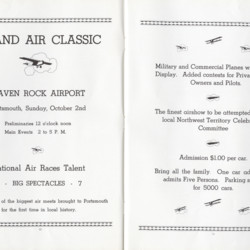 AND AIR CLASSIC
AVEN ROCK AIRPORT
rtsmouth, Sunday, October 2nd
Preliminaries 12 o'clock noon
Main Events 2 to 5 P. M.
ational Air Races Talent
- BIG SPECTACLES - 7
of the biggest air meets brought to Portsmouth
for the first time in local history.
Military and Commercial Planes w
Display. Added contests for Priva
Owners and Pilots.
The finest airshow to be attempted
local Northwest Territory Celebr
Committee
Admission $1.00 per car.
Bring all the family. One car ad
admits Five Persons. Parking s
for 5000 cars.